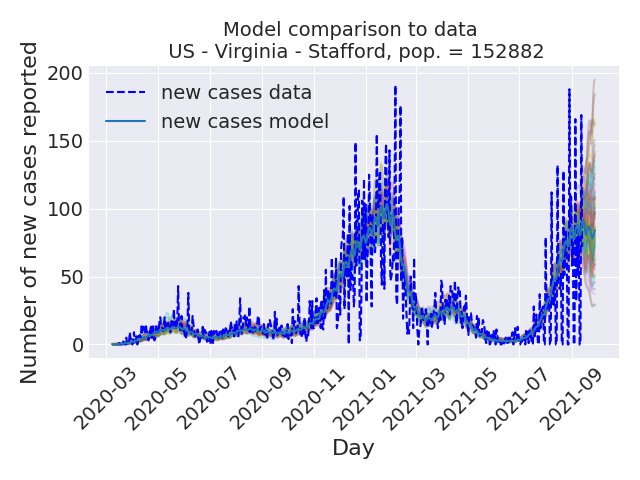 Model comparison to data
US - Virginia - Stafford, pop. = 152882
Number of new cases reported
200
150
100
50
0
new cases data
new cases model
2020-03
2020-05
2020-07
2020-09
2020-11
2021-01
2021-03
2021-05
2021-07
2021-09
Day